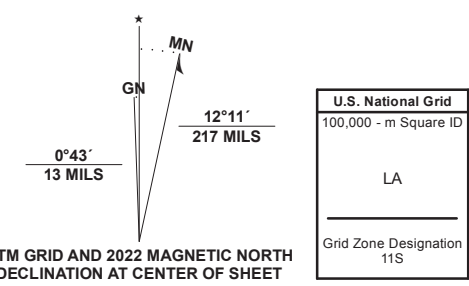 ★
MN
GN
12°11´
217 MILS
0°43´
13 MILS
TM GRID AND 2022 MAGNETIC NORTH
DECLINATION AT CENTER OF SHEET
U.S. National Grid
100,000 - m Square ID
LA
Grid Zone Designation
11S